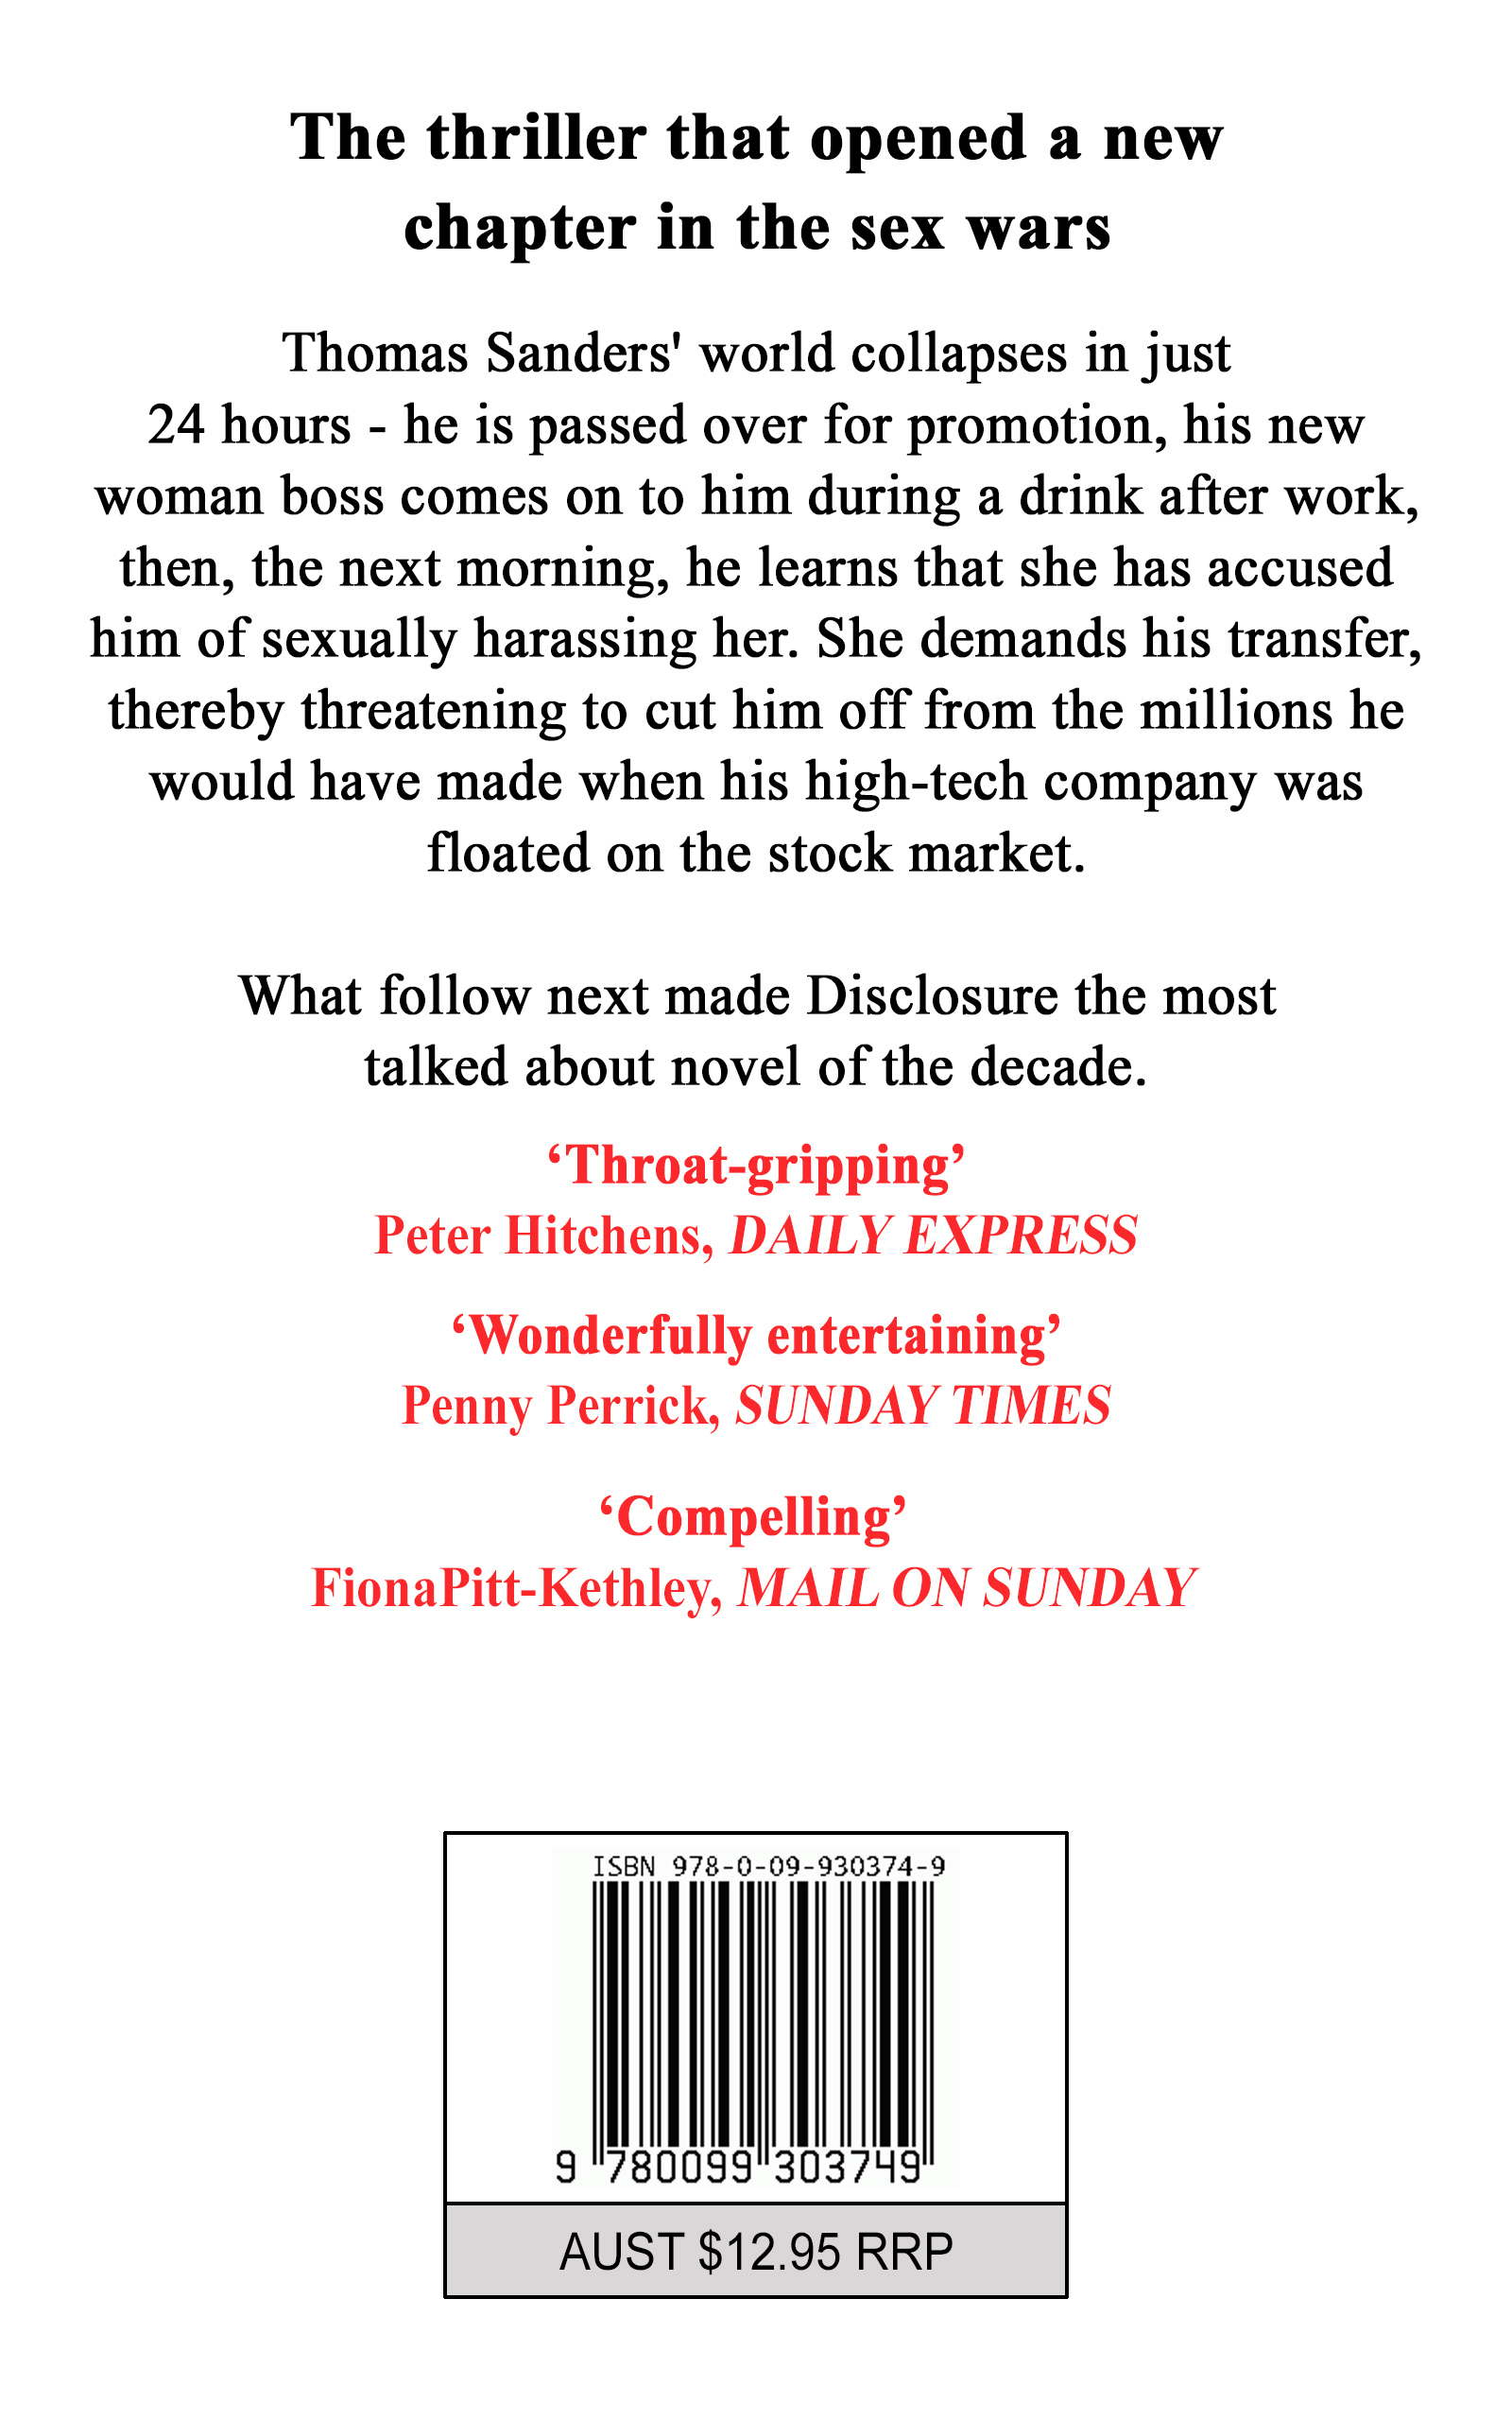 The thriller that opened a new
chapter in the sex wars
Thomas Sanders' world collapses in just
24 hours - he is passed over for promotion, his new
woman boss comes on to him during a drink after work,
then, the next morning, he learns that she has accused
him of sexually harassing her. She demands his transfer,
thereby threatening to cut him off from the millions he
would have made when his high-tech company was
floated on the stock market.
What follow next made Disclosure the most
talked about novel of the decade.
‘Throat-gripping’
Peter Hitchens, DAILY EXPRESS
‘Wonderfully entertaining’
Penny Perrick, SUNDAY TIMES
‘Compelling’
FionaPitt-Kethley, MAIL ON SUNDAY
ISBN 978-0-09-930374-9
9 780099 303749
AUST $12.95 RRP